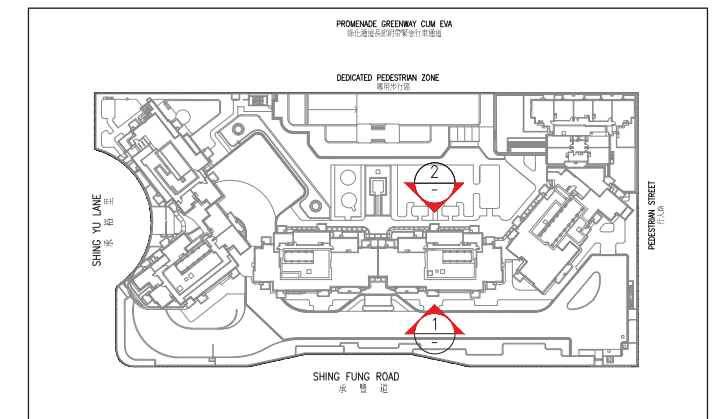 PROMENADE GREENWAY CUM EVA
綠化通道長廊附帶緊急行車通道
DEDICATED PEDESTRIAN ZONE
專用步行區
SHING YU LANE
承裕里
PEDESTRIAN STREET
行人路
2
-
1
-
SHING FUNG ROAD
承豐道